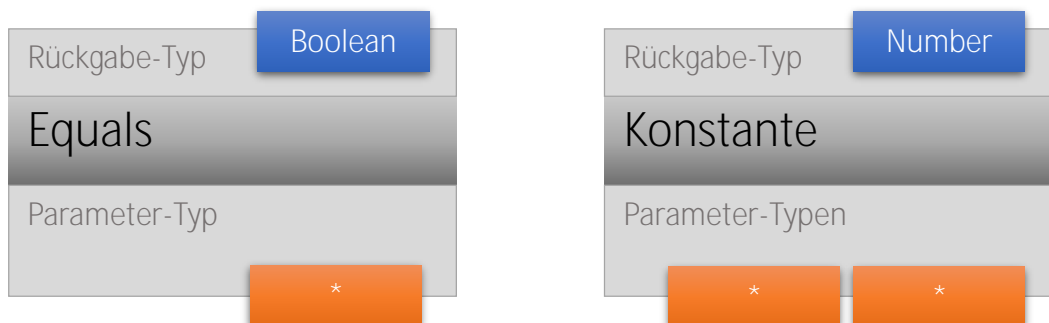 Rückgabe-Typ
Boolean
Equals
Parameter-Typ
*
Rückgabe-Typ
Number
Konstante
Parameter-Typen
*
*